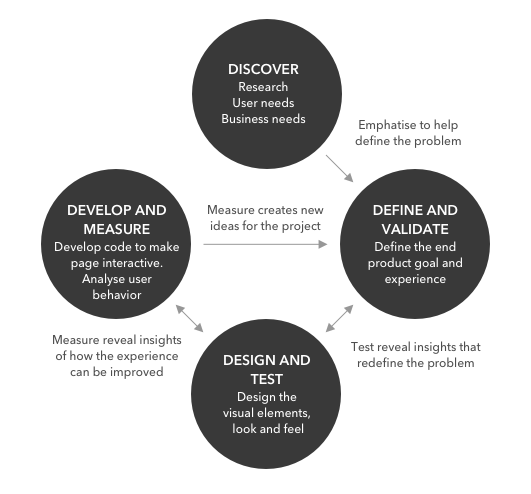 DISCOVER
Research
User needs
Business needs
Emphatise to help
define the problem
DEVELOP AND
MEASURE
Develop code to make
page interactive.
Analyse user
behavior
Measure creates new
ideas for the project
DEFINE AND
VALIDATE
Define the end
product goal and
experience
Measure reveal insights
of how the experience
can be improved
DESIGN AND
TEST
Design the
visual elements,
look and feel
Test reveal insights that
redefine the problem